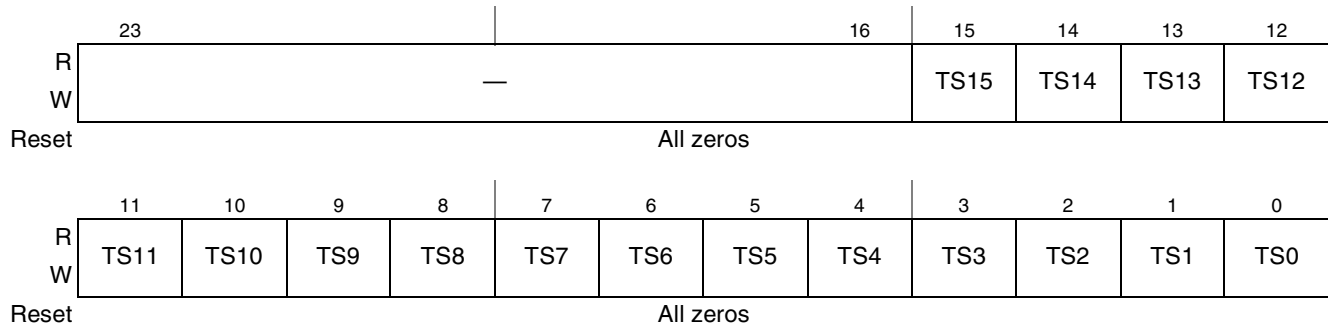 23 16 15 14 13 12
R
— TS15 TS14 TS13 TS12
W
Reset All zeros
11 10 9 8 7 6 5 4 3 2 1 0
R
TS11 TS10 TS9 TS8 TS7 TS6 TS5 TS4 TS3 TS2 TS1 TS0
W
Reset All zeros